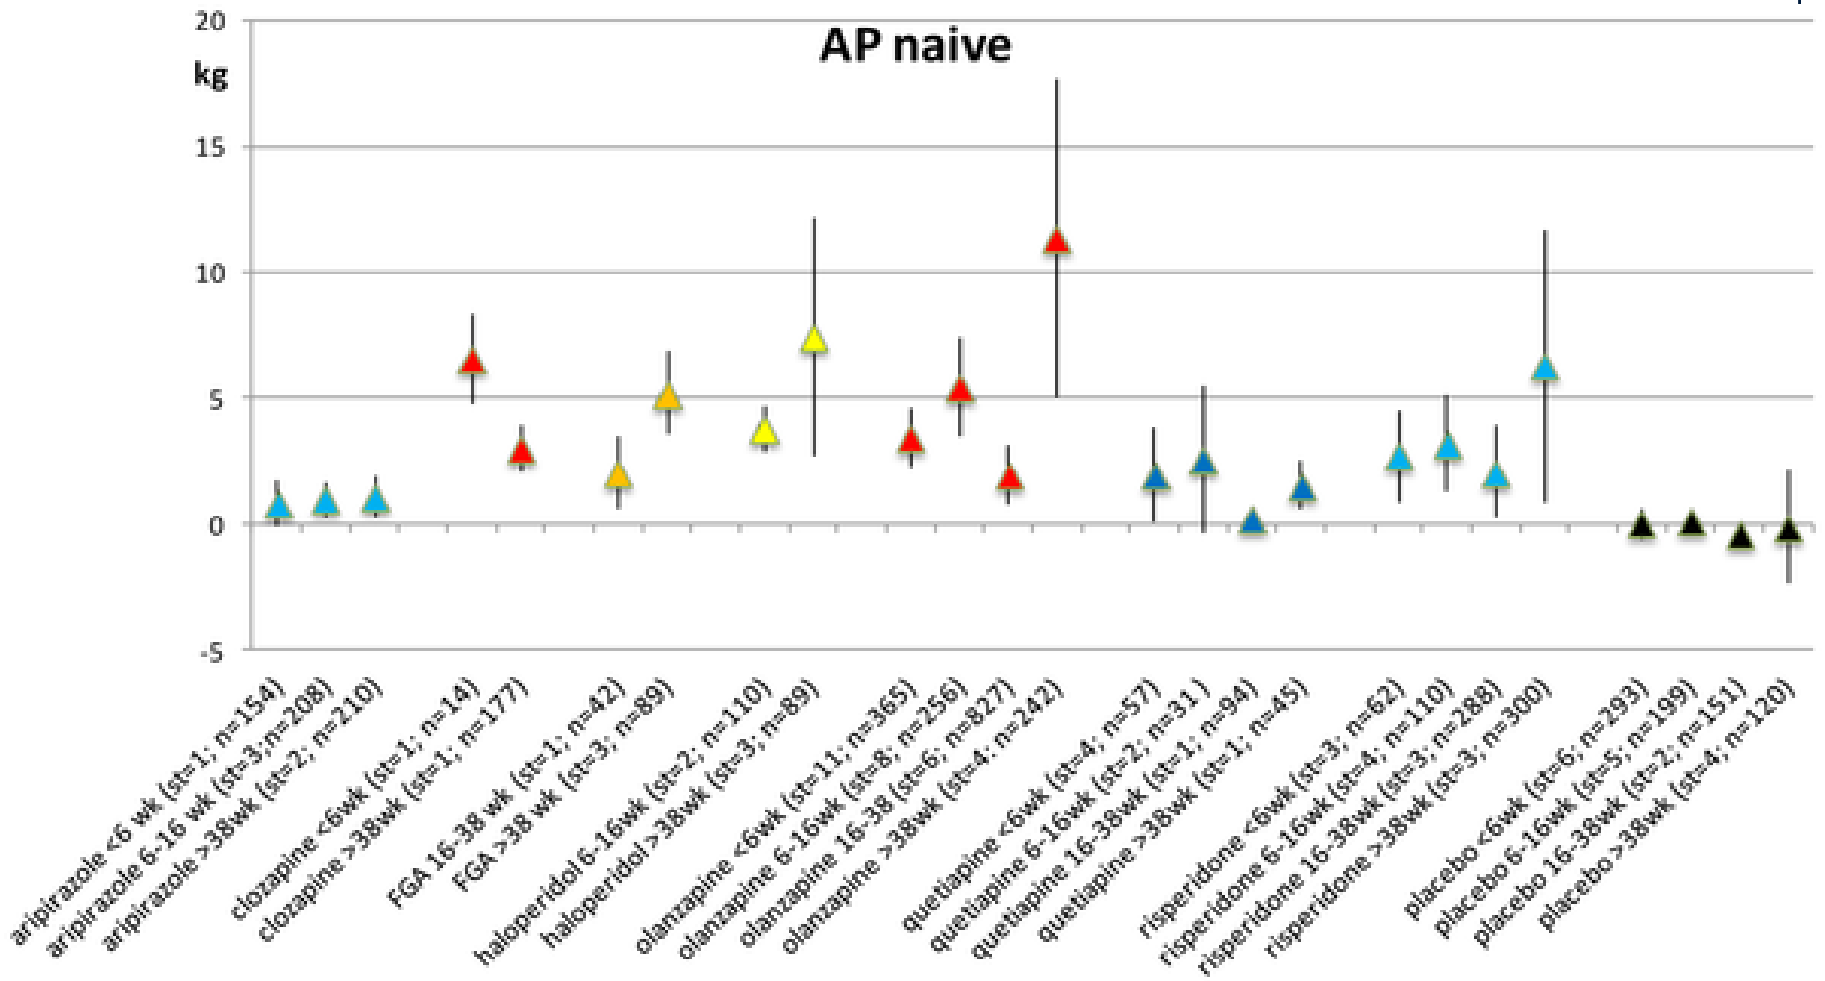 AP naive
kg
20
15
10
5
0
-5
aripirazole <6 wk (st=1; n=154)
aripirazole 6-16 wk (st=3;n=208)
aripirazole >38wk (st=2; n=210)
clozapine <6wk (st=1; n=14)
clozapine >38wk (st=1; n=177)
FGA 16-38 wk (st=1; n=42)
FGA >38 wk (st=3; n=89)
haloperidol 6-16wk (st=2; n=110)
haloperidol >38wk (st=3; n=89)
olanzapine <6wk (st=11; n=365)
olanzapine 6-16wk (st=8; n=256)
olanzapine 16-38 (st=6; n=827)
olanzapine >38wk (st=4; n=242)
quetiapine <6wk (st=4; n=57)
quetiapine 6-16wk (st=2; n=31)
quetiapine 16-38wk (st=1; n=94)
quetiapine >38wk (st=1; n=45)
risperidone <6wk (st=3; n=62)
risperidone 6-16wk (st=4; n=110)
risperidone 16-38wk (st=3; n=288)
risperidone >38wk (st=3; n=300)
placebo <6wk (st=6; n=293)
placebo 6-16wk (st=5; n=199)
placebo 16-38wk (st=2; n=151)
placebo >38wk (st=4; n=120)